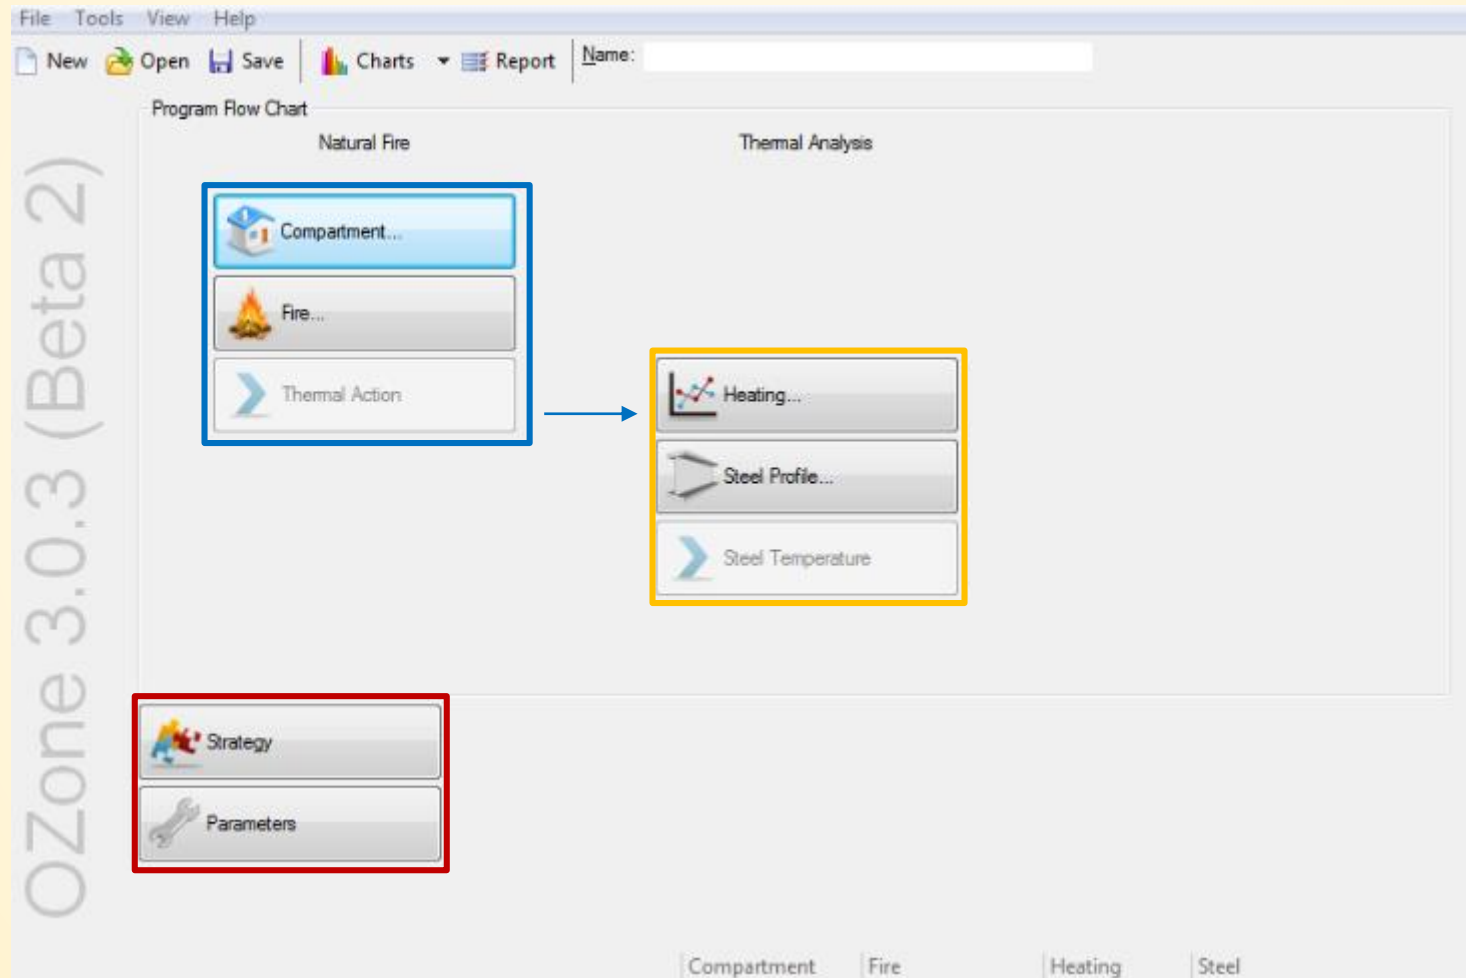 File Tools View Help
New Open Save Charts Report Name:
Program Flow Chart
Natural Fire Thermal Analysis
Compartment...
Fire...
Thermal Action
Heating...
Steel Profile...
Steel Temperature
Strategy
Parameters
OZone 3.0.3 (Beta 2)
Compartment Fire Heating Steel